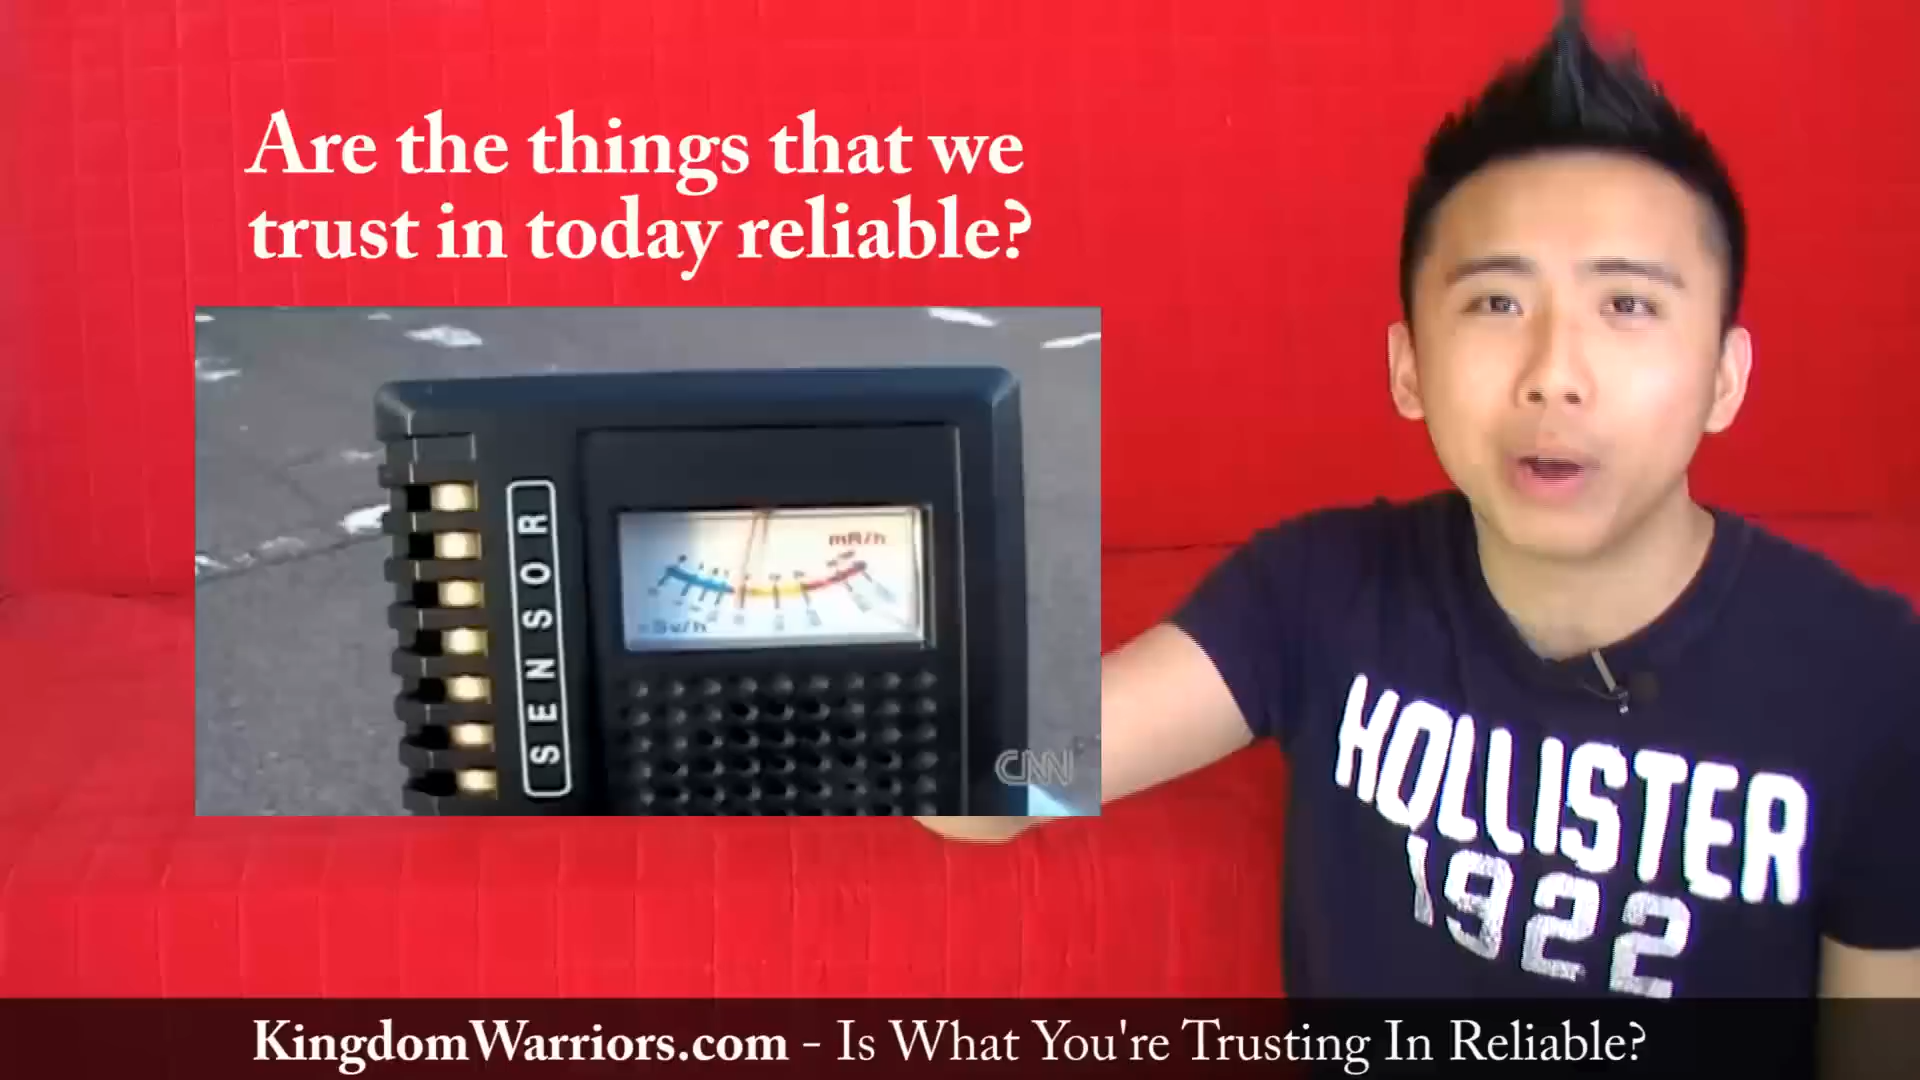 Are the things that we
trust in today reliable?
SENSOR
mR/h
CNN
HOLLISTER
1922
KingdomWarriors.com - Is What You're Trusting In Reliable?